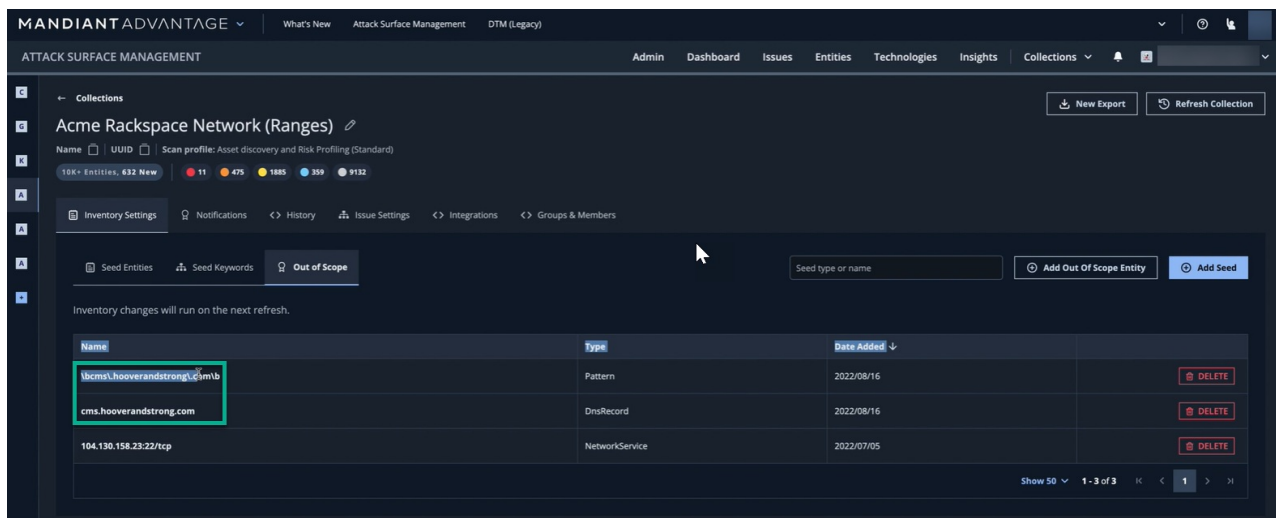 MANDIANT ADVANTAGE What's New Attack Surface Management DTM (Legacy)
ATTACK SURFACE MANAGEMENT Admin Dashboard Issues Entities Technologies Insights Collections
C
← Collections New Export Refresh Collection
G
Acme Rackspace Network (Ranges)
Name UUID Scan profile: Asset discovery and Risk Profiling (Standard)
K
10K+ Entities, 632 New 11 475 1885 359 9132
A
Inventory Settings Notifications <> History Issue Settings <> Integrations <> Groups & Members
A
A
Seed Entities Seed Keywords Out of Scope Seed type or name Add Out Of Scope Entity Add Seed
Inventory changes will run on the next refresh.
Name Type Date Added ↓
\bcms\.hooverandstrong\.com\b Pattern 2022/08/16 DELETE
cms.hooverandstrong.com DnsRecord 2022/08/16 DELETE
104.130.158.23:22/tcp NetworkService 2022/07/05 DELETE
Show 50 1 - 3 of 3 1